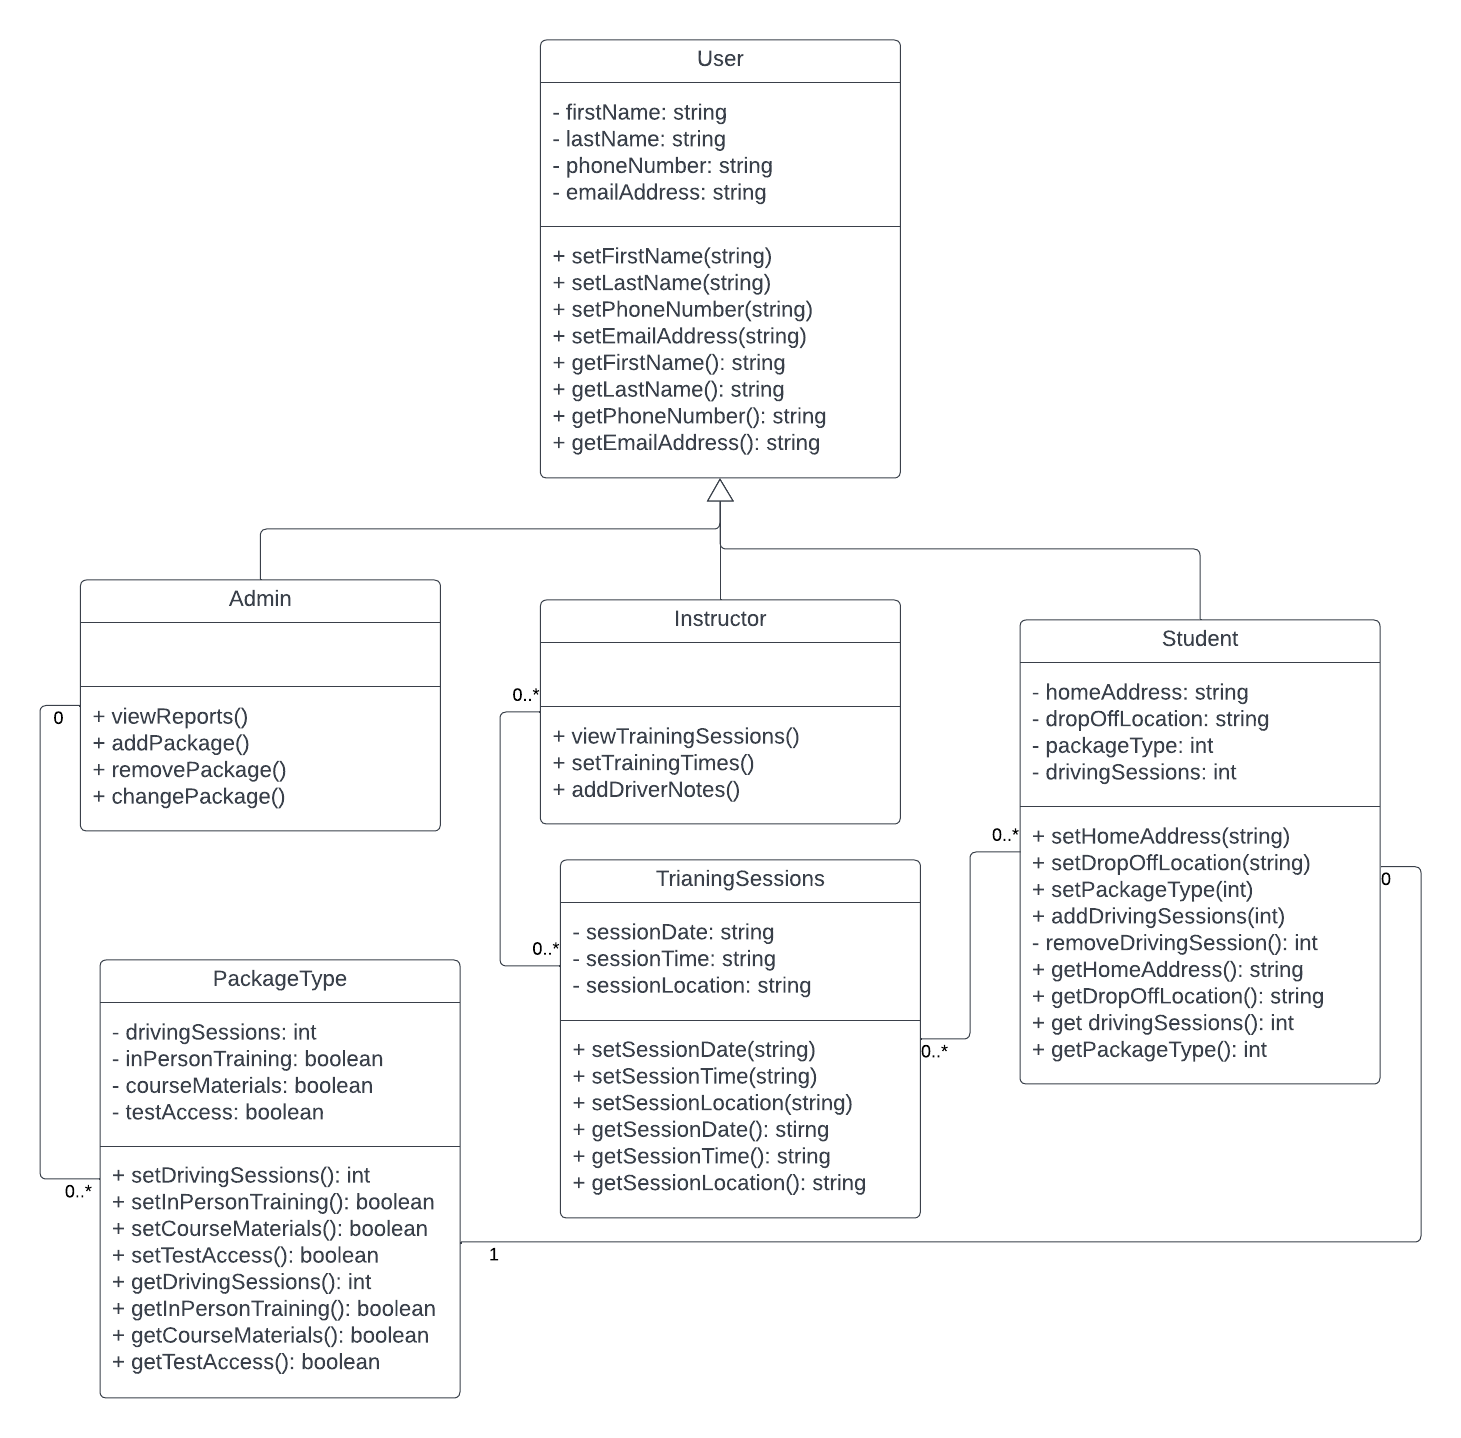 User
- firstName: string
- lastName: string
- phoneNumber: string
- emailAddress: string
+ setFirstName(string)
+ setLastName(string)
+ setPhoneNumber(string)
+ setEmailAddress(string)
+ getFirstName(): string
+ getLastName(): string
+ getPhoneNumber(): string
+ getEmailAddress(): string
Admin
0
+ viewReports()
+ addPackage()
+ removePackage()
+ changePackage()
Instructor
0..*
+ viewTrainingSessions()
+ setTrainingTimes()
+ addDriverNotes()
Student
- homeAddress: string
- dropOffLocation: string
- packageType: int
- drivingSessions: int
0..*
0
+ setHomeAddress(string)
+ setDropOffLocation(string)
+ setPackageType(int)
+ addDrivingSessions(int)
- removeDrivingSession(): int
+ getHomeAddress(): string
+ getDropOffLocation(): string
+ get drivingSessions(): int
+ getPackageType(): int
TrianingSessions
0..*
- sessionDate: string
- sessionTime: string
- sessionLocation: string
0..*
+ setSessionDate(string)
+ setSessionTime(string)
+ setSessionLocation(string)
+ getSessionDate(): stirng
+ getSessionTime(): string
+ getSessionLocation(): string
PackageType
- drivingSessions: int
- inPersonTraining: boolean
- courseMaterials: boolean
- testAccess: boolean
0..*
+ setDrivingSessions(): int
+ setInPersonTraining(): boolean
+ setCourseMaterials(): boolean
+ setTestAccess(): boolean
+ getDrivingSessions(): int
+ getInPersonTraining(): boolean
+ getCourseMaterials(): boolean
+ getTestAccess(): boolean
1